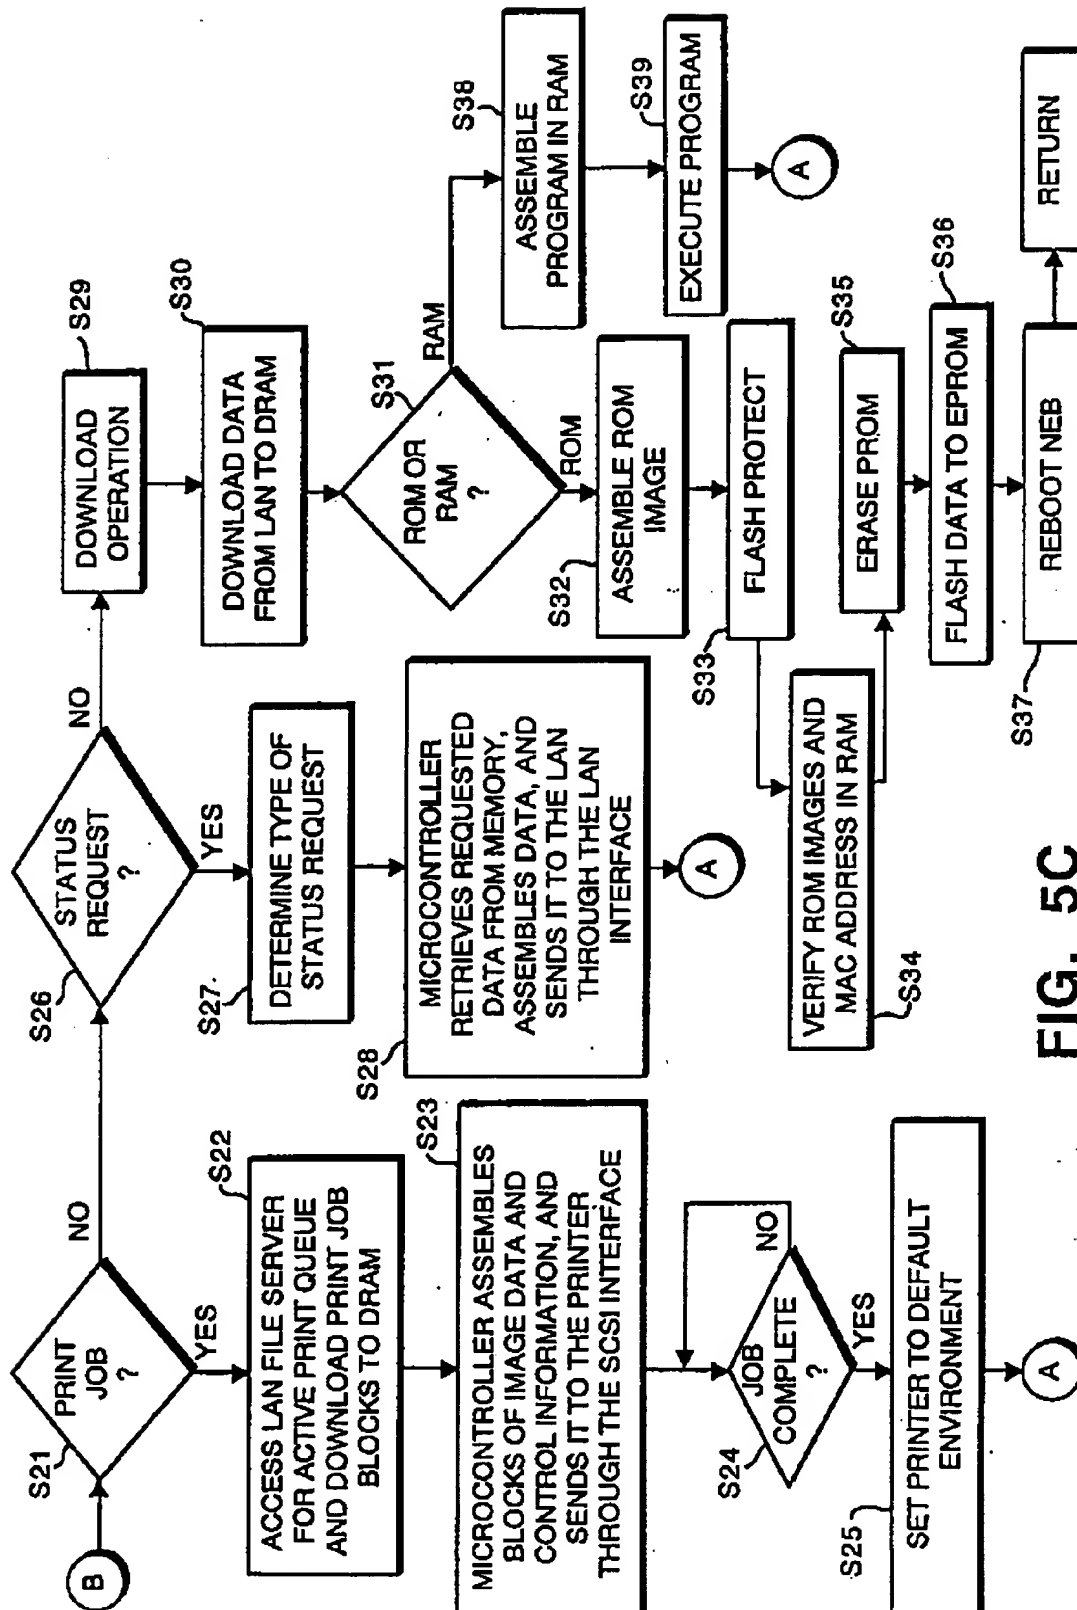 B
S21
PRINT
JOB
?
NO
YES
S22
ACCESS LAN FILE SERVER
FOR ACTIVE PRINT QUEUE
AND DOWNLOAD PRINT JOB
BLOCKS TO DRAM
S23
MICROCONTROLLER ASSEMBLES
BLOCKS OF IMAGE DATA AND
CONTROL INFORMATION, AND
SENDS IT TO THE PRINTER
THROUGH THE SCSI INTERFACE
S24
JOB
COMPLETE
?
NO
YES
S25
SET PRINTER TO DEFAULT
ENVIRONMENT
A
S26
STATUS
REQUEST
?
NO
YES
S27
DETERMINE TYPE OF
STATUS REQUEST
S28
MICROCONTROLLER
RETRIEVES REQUESTED
DATA FROM MEMORY,
ASSEMBLES DATA, AND
SENDS IT TO THE LAN
THROUGH THE LAN
INTERFACE
A
S29
DOWNLOAD
OPERATION
S30
DOWNLOAD DATA
FROM LAN TO DRAM
S31
ROM OR
RAM
?
RAM
ROM
S32
ASSEMBLE ROM
IMAGE
S33
FLASH PROTECT
VERIFY ROM IMAGES AND
MAC ADDRESS IN RAM
S34
S35
ERASE PROM
S36
FLASH DATA TO EPROM
S37
REBOOT NEB
RETURN
S38
ASSEMBLE
PROGRAM IN RAM
S39
EXECUTE PROGRAM
A
FIG. 5C